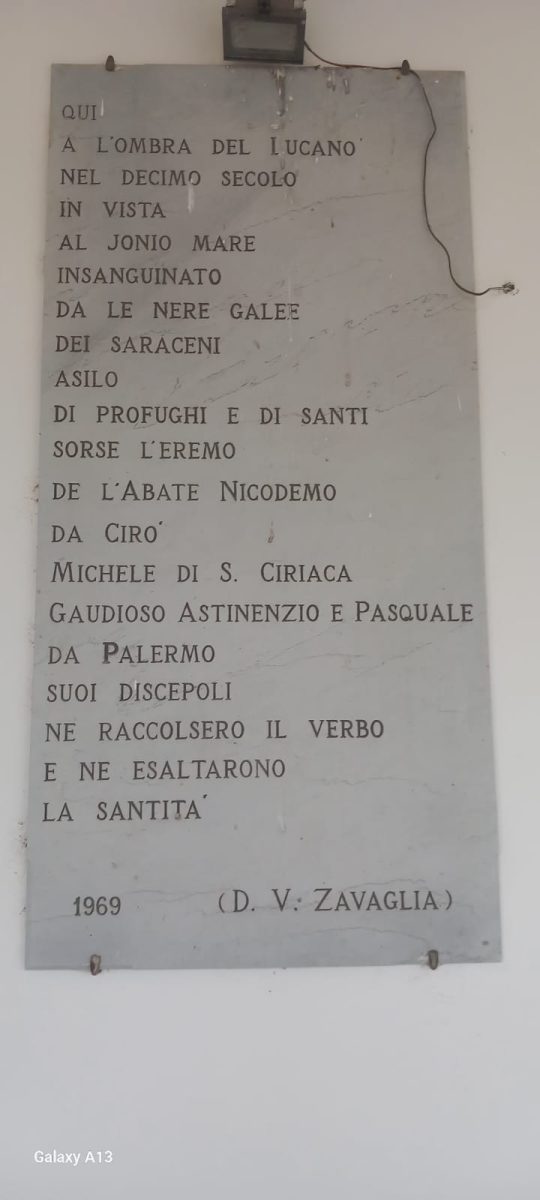 QUI
A L'OMBRA DEL LUCANO
NEL DECIMO SECOLO
IN VISTA
AL JONIO MARE
INSANGUINATO
DA LE NERE GALEE
DEI SARACENI
ASILO
DI PROFUGHI E DI SANTI
SORSE L'EREMO
DE L'ABATE NICODEMO
DA CIRO'
MICHELE DI S. CIRIACA
GAUDIOSO ASTINENZIO E PASQUALE
DA PALERMO
SUOI DISCEPOLI
NE RACCOLSERO IL VERBO
E NE ESALTARONO
LA SANTITA'
1969 (D. V. ZAVAGLIA)
Galaxy A13